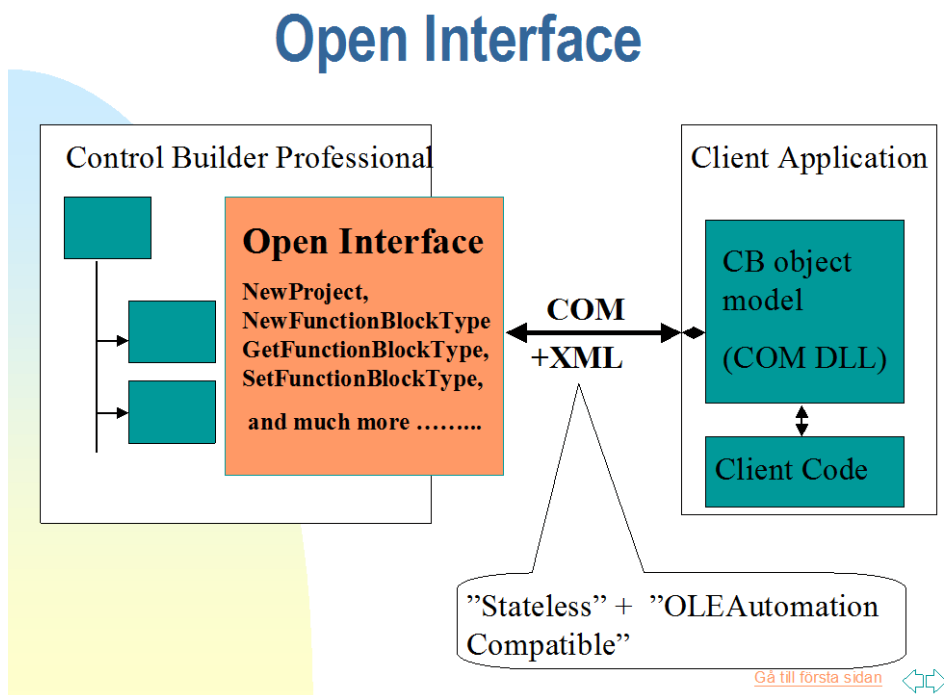 Open Interface
Control Builder Professional
Open Interface
NewProject,
NewFunctionBlockType
GetFunctionBlockType,
SetFunctionBlockType,
and much more ……...
COM
+XML
Client Application
CB object
model
(COM DLL)
Client Code
”Stateless” + ”OLEAutomation
Compatible”
Gå till första sidan